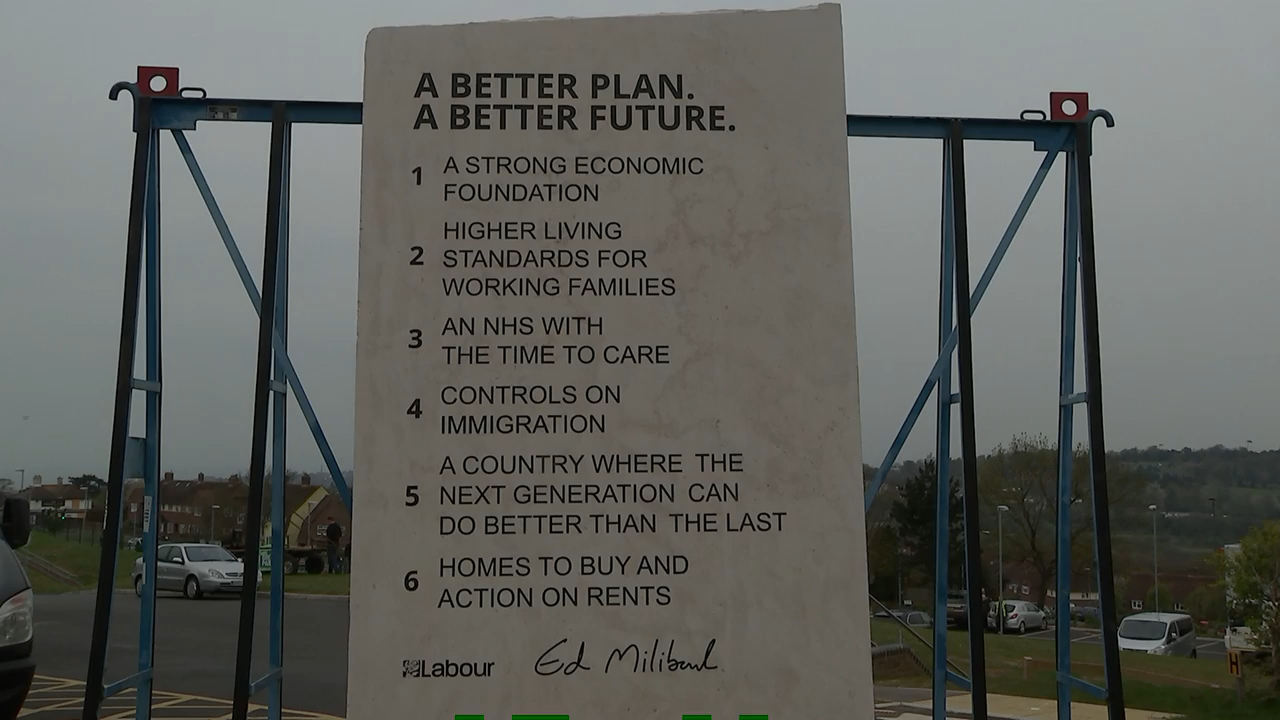 A BETTER PLAN.
A BETTER FUTURE.
1 A STRONG ECONOMIC
FOUNDATION
2 HIGHER LIVING
STANDARDS FOR
WORKING FAMILIES
3 AN NHS WITH
THE TIME TO CARE
4 CONTROLS ON
IMMIGRATION
5 A COUNTRY WHERE THE
NEXT GENERATION CAN
DO BETTER THAN THE LAST
6 HOMES TO BUY AND
ACTION ON RENTS
Labour Ed Miliband
H